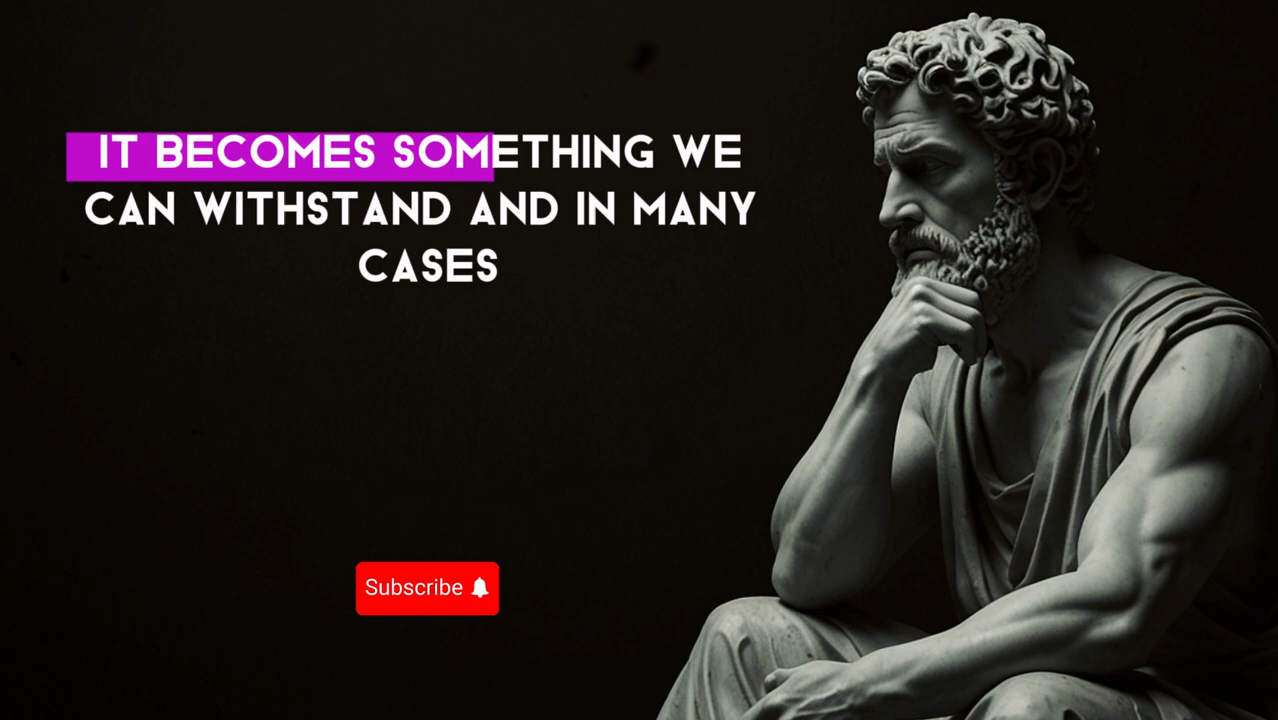 IT BECOMES SOMETHING WE
CAN WITHSTAND AND IN MANY
CASES
Subscribe